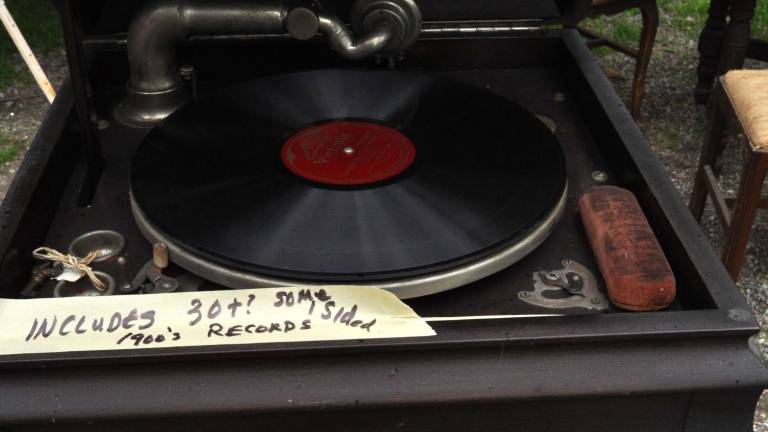 INCLUDES 30+? SOME 1 Sided
1900's RECORDS